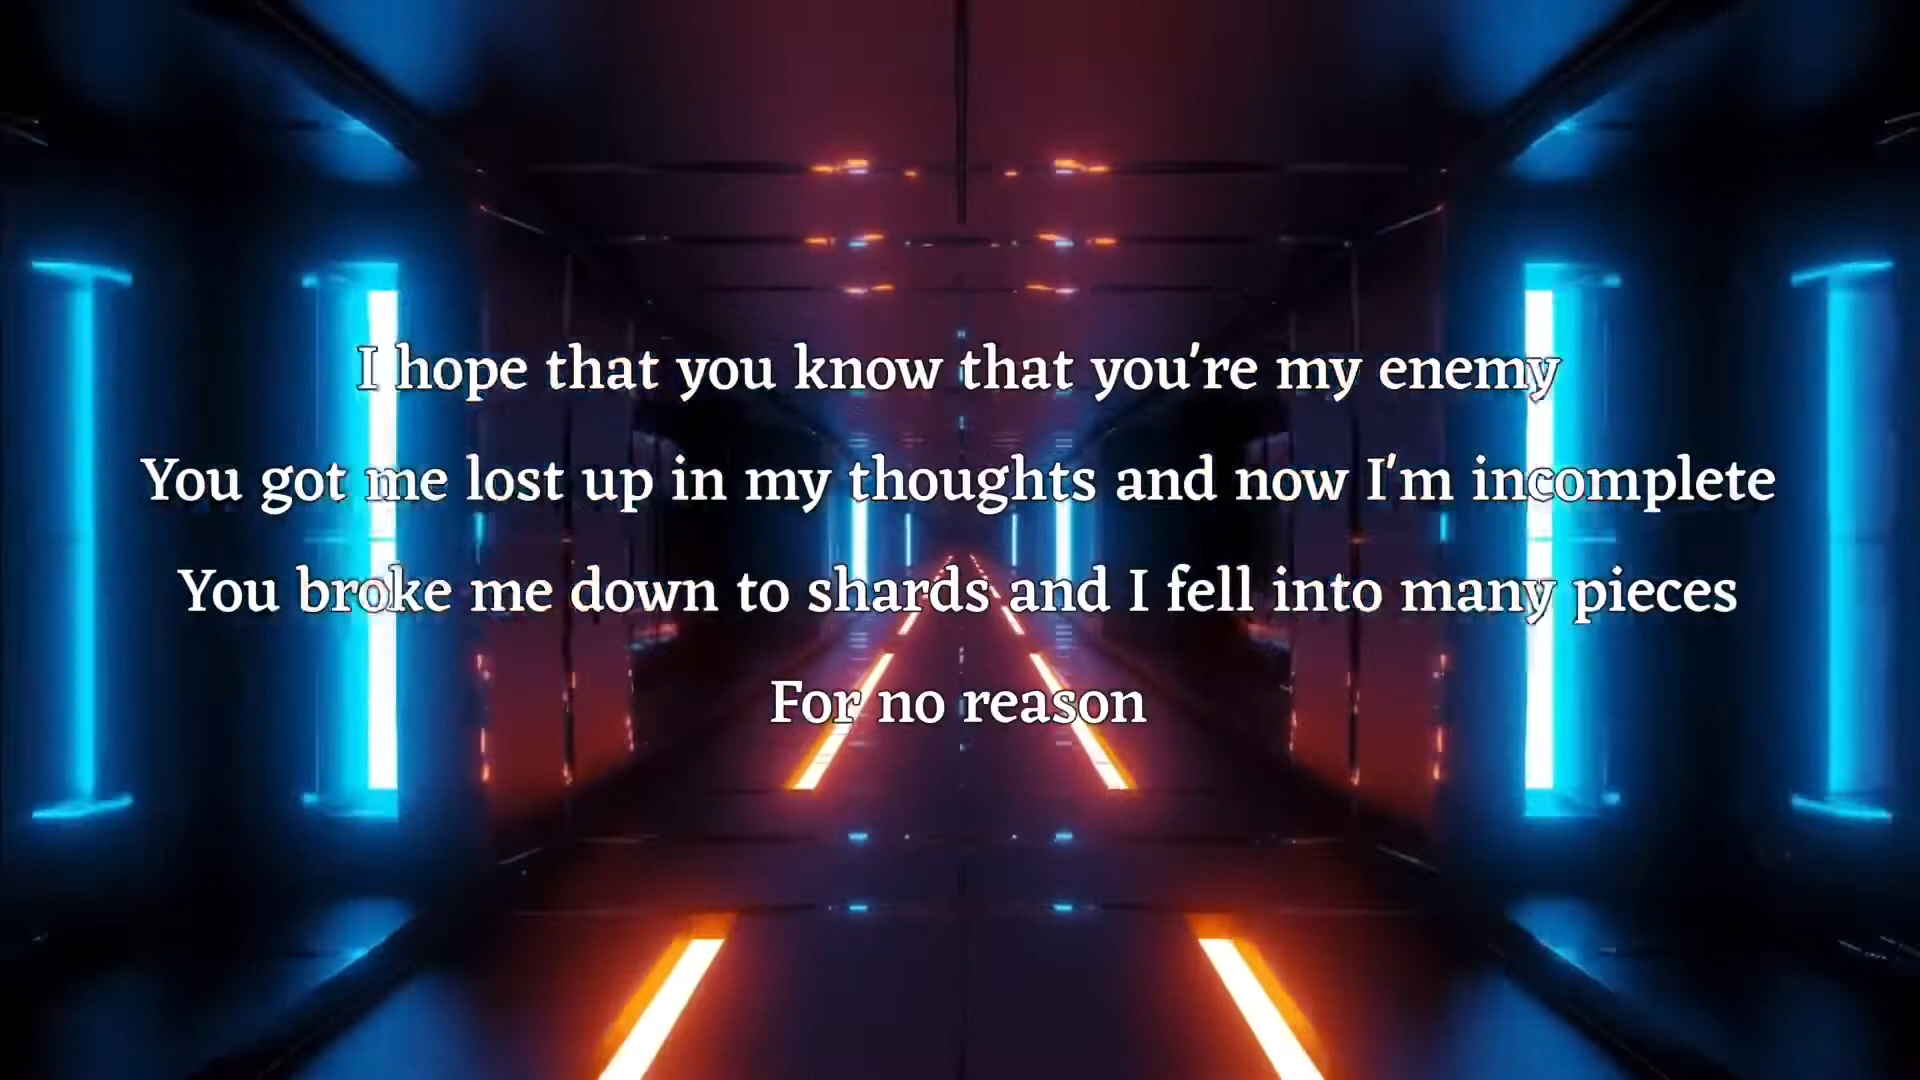 I hope that you know that you're my enemy
You got me lost up in my thoughts and now I'm incomplete
You broke me down to shards and I fell into many pieces
For no reason